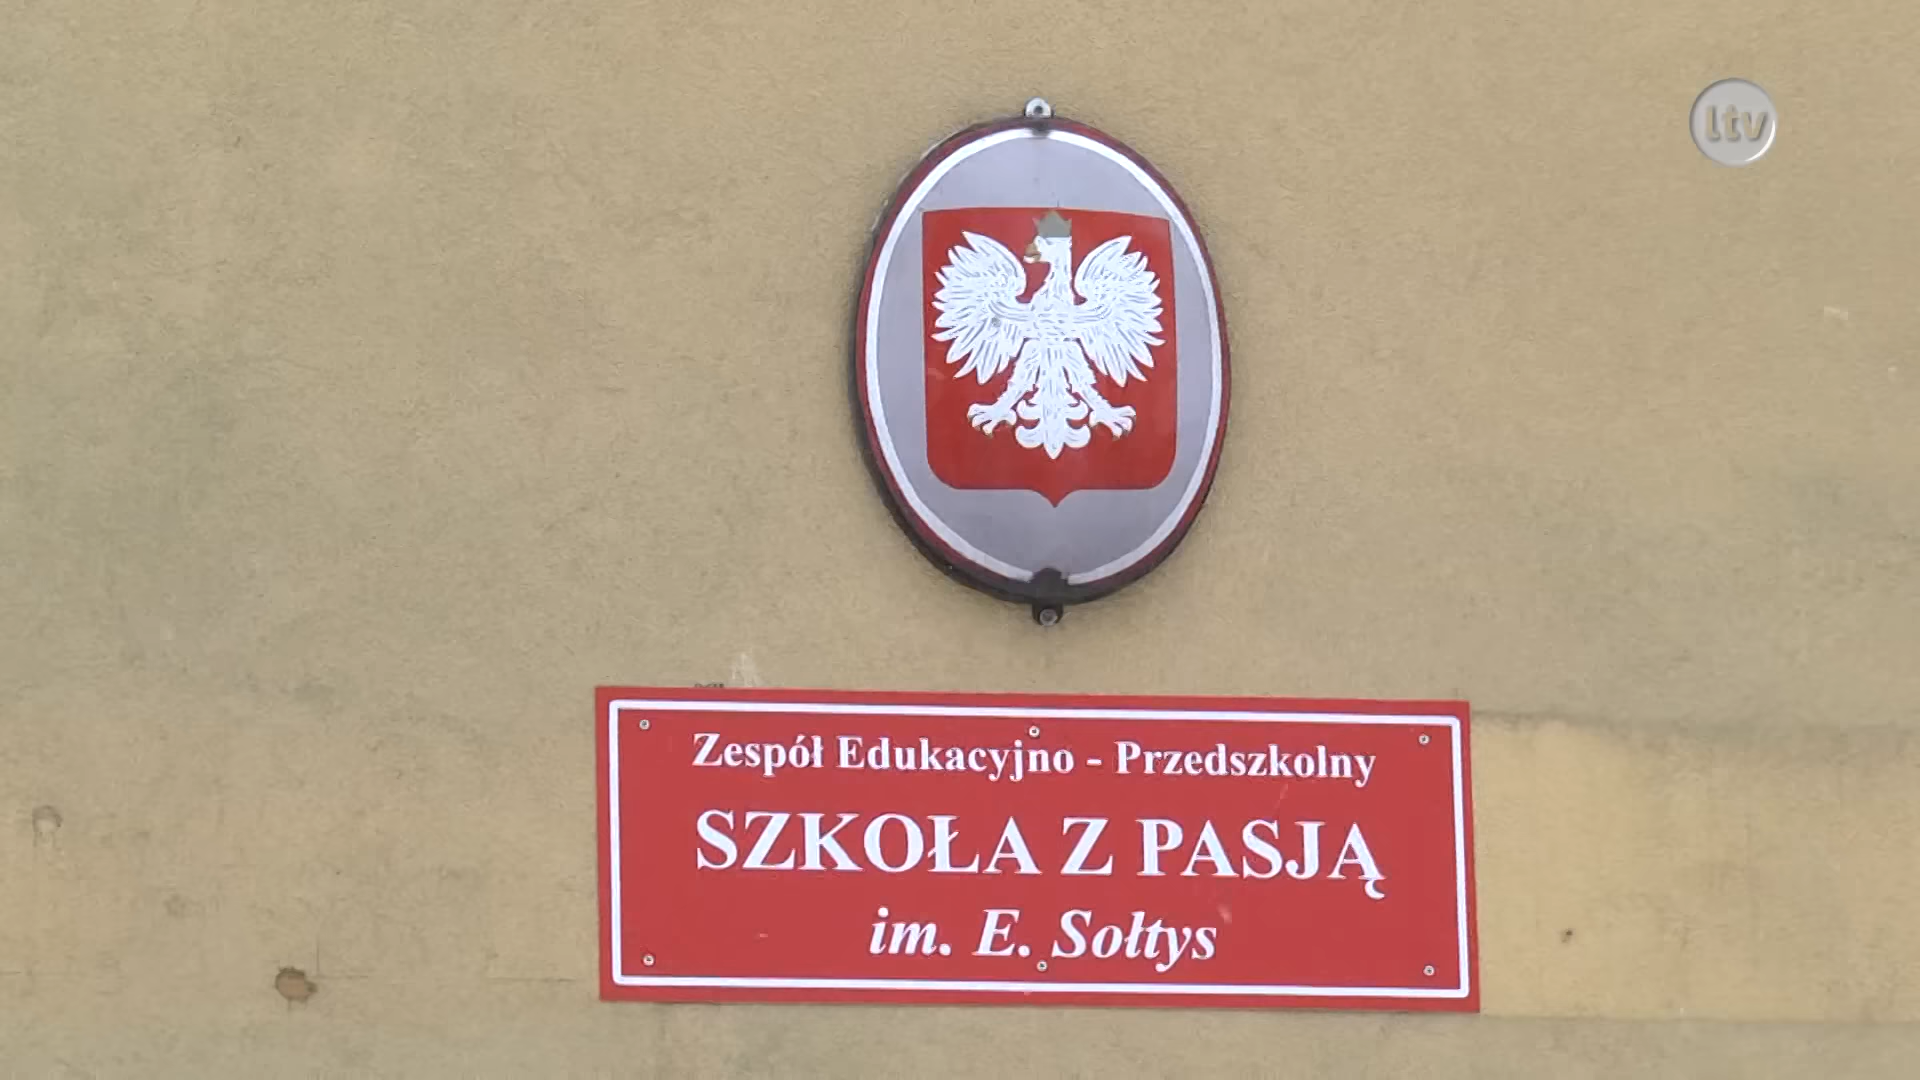 ltv
Zespół Edukacyjno - Przedszkolny
SZKOŁA Z PASJĄ
im. E. Sołtys